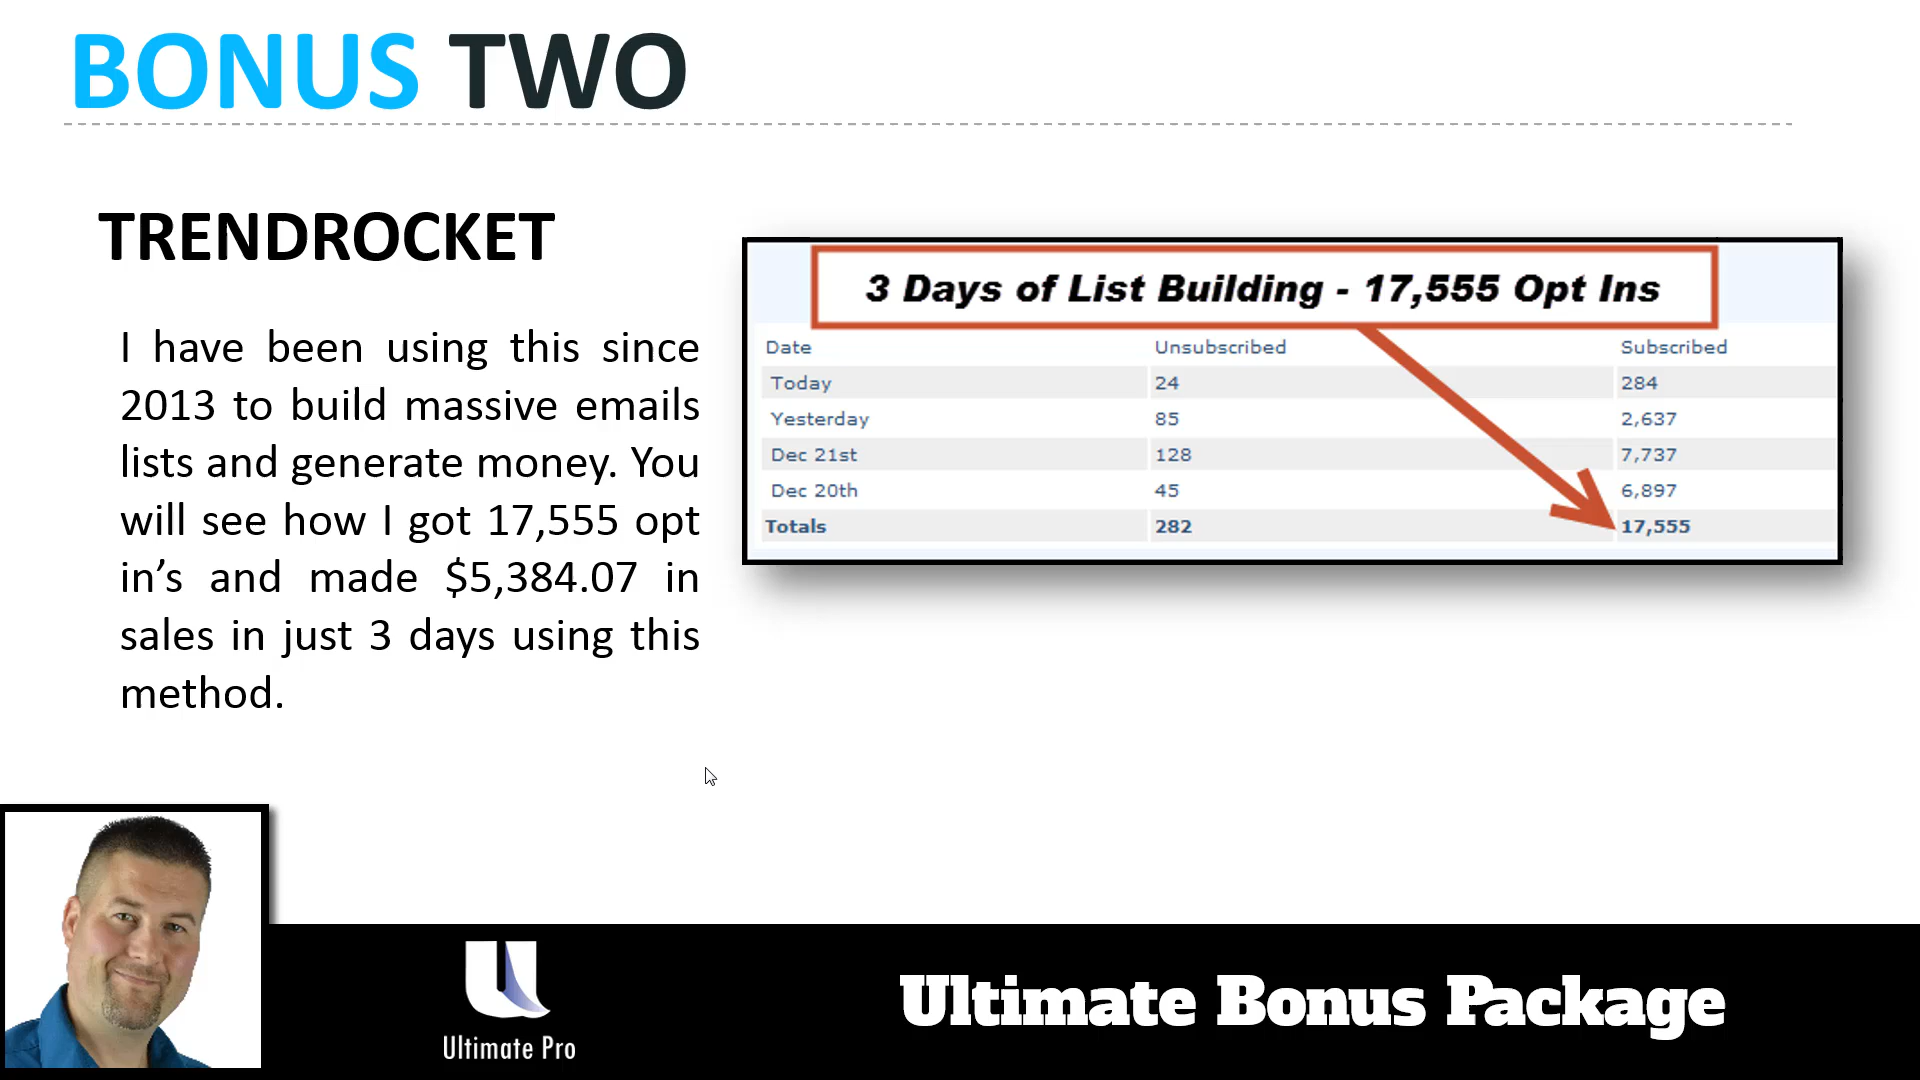 BONUS TWO
TRENDROCKET
I have been using this since
2013 to build massive emails
lists and generate money. You
will see how I got 17,555 opt
in’s and made $5,384.07 in
sales in just 3 days using this
method.
3 Days of List Building - 17,555 Opt Ins
Date Unsubscribed Subscribed
Today 24 284
Yesterday 85 2,637
Dec 21st 128 7,737
Dec 20th 45 6,897
Totals 282 17,555
Ultimate Pro
Ultimate Bonus Package